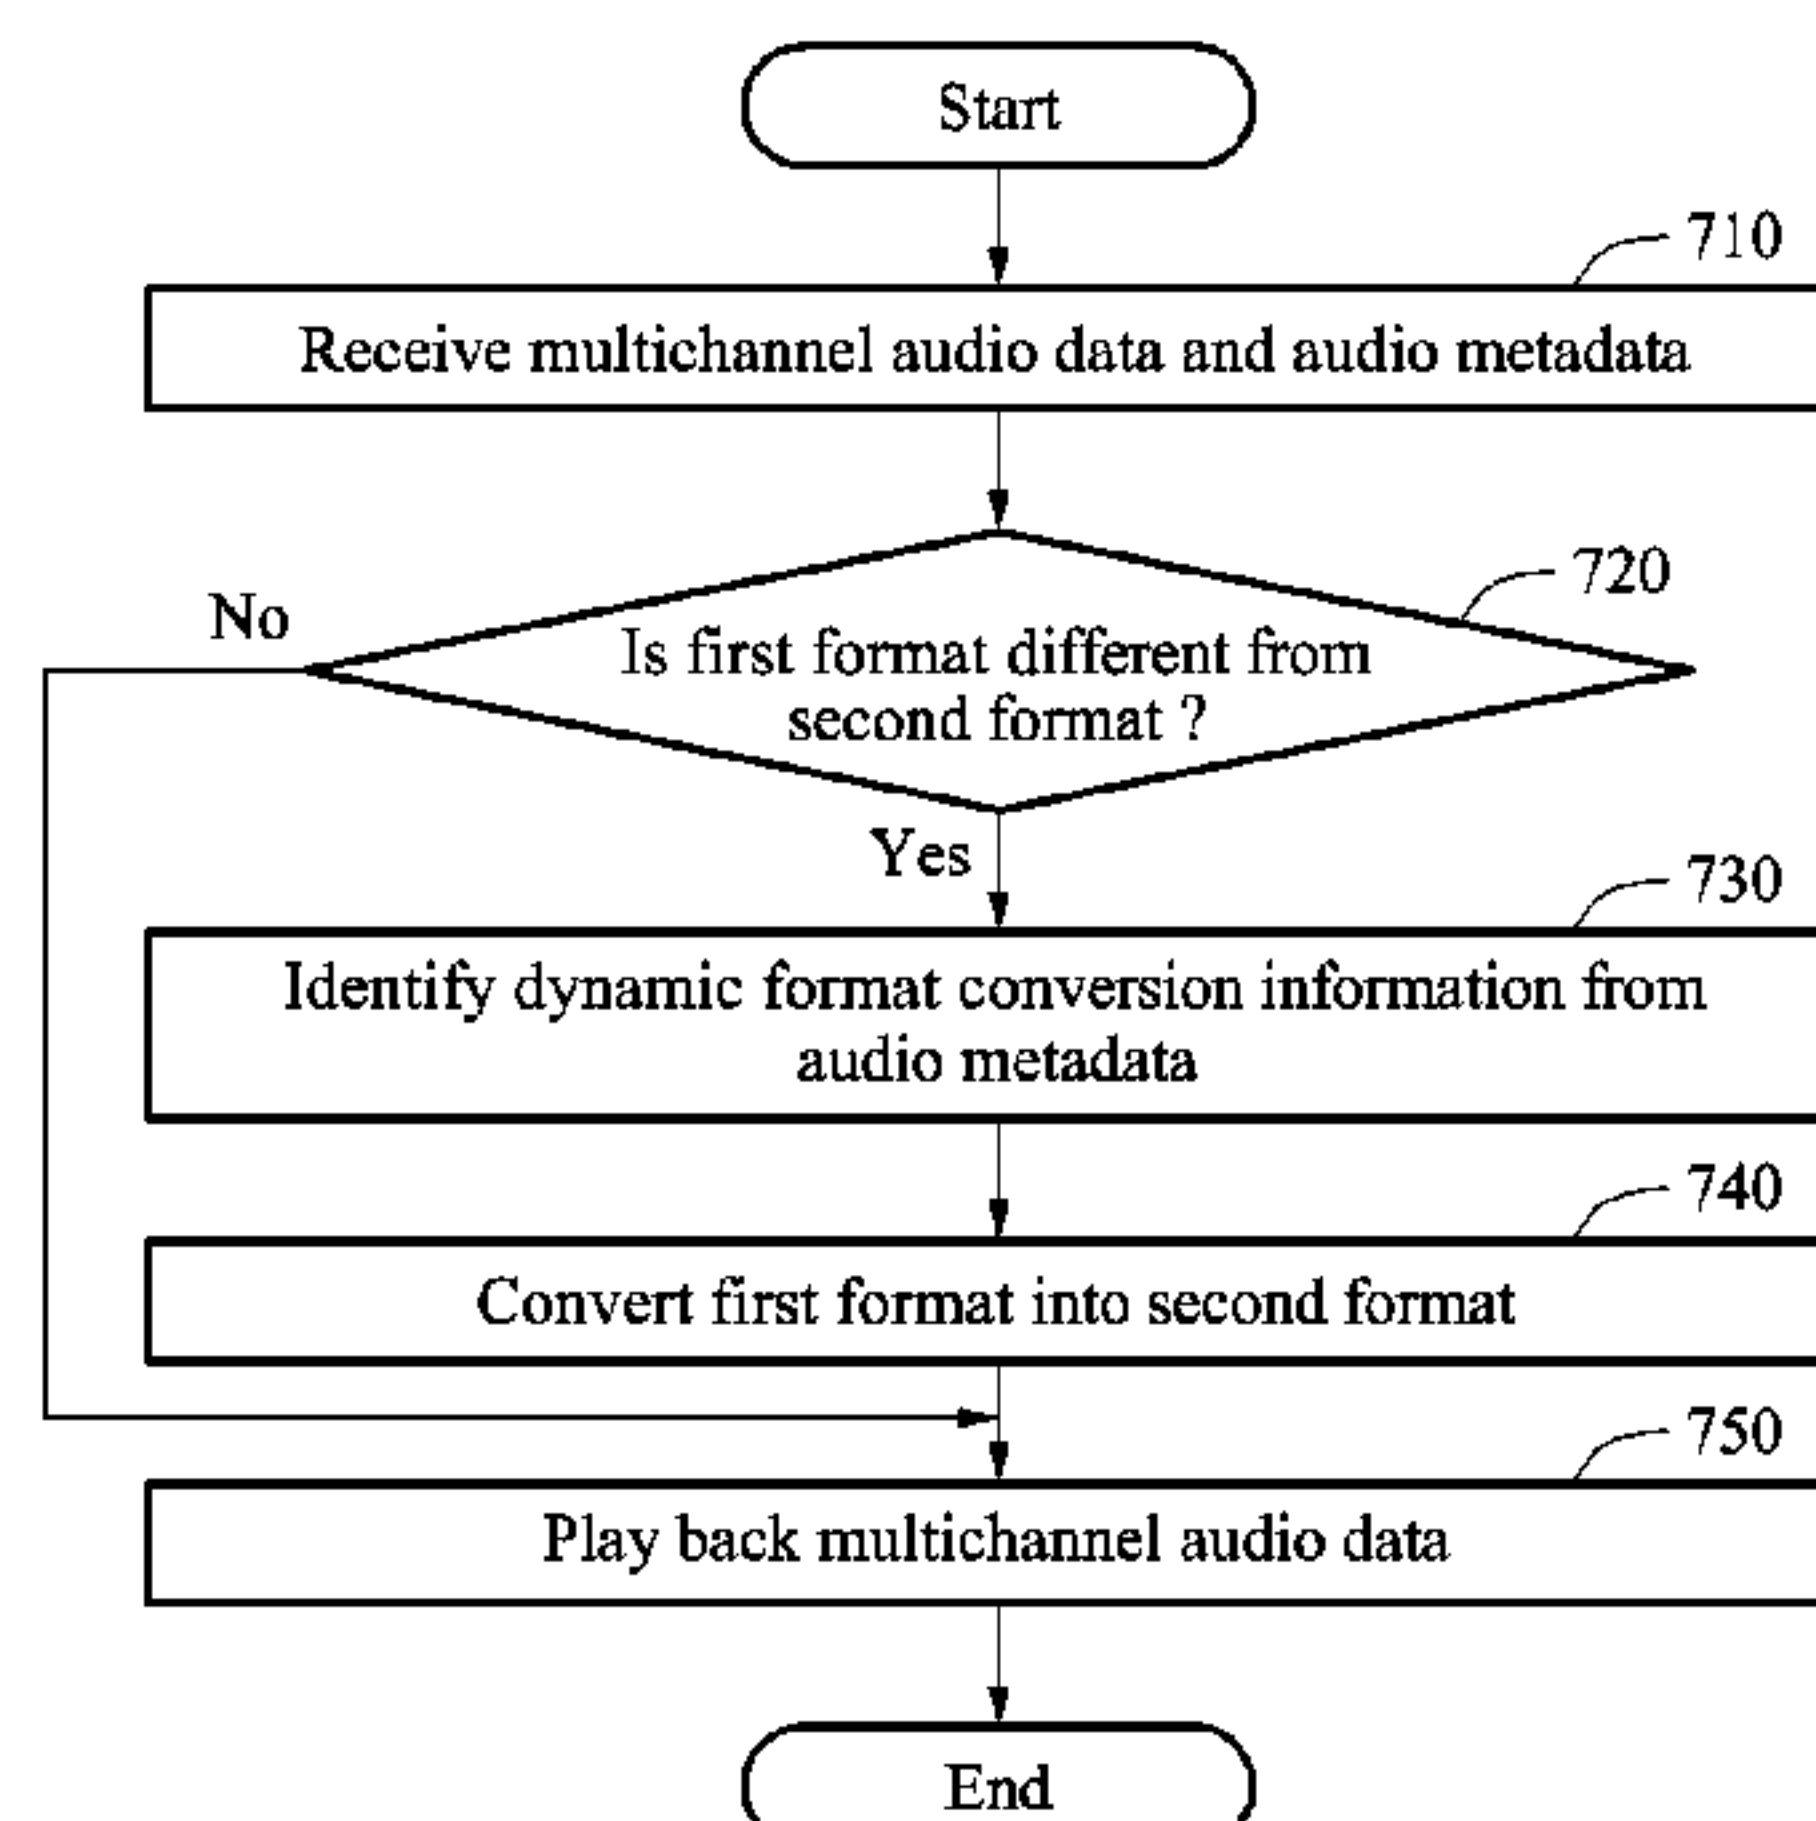 Start
710
Receive multichannel audio data and audio metadata
720
No
Is first format different from
second format ?
Yes
730
Identify dynamic format conversion information from
audio metadata
740
Convert first format into second format
750
Play back multichannel audio data
End